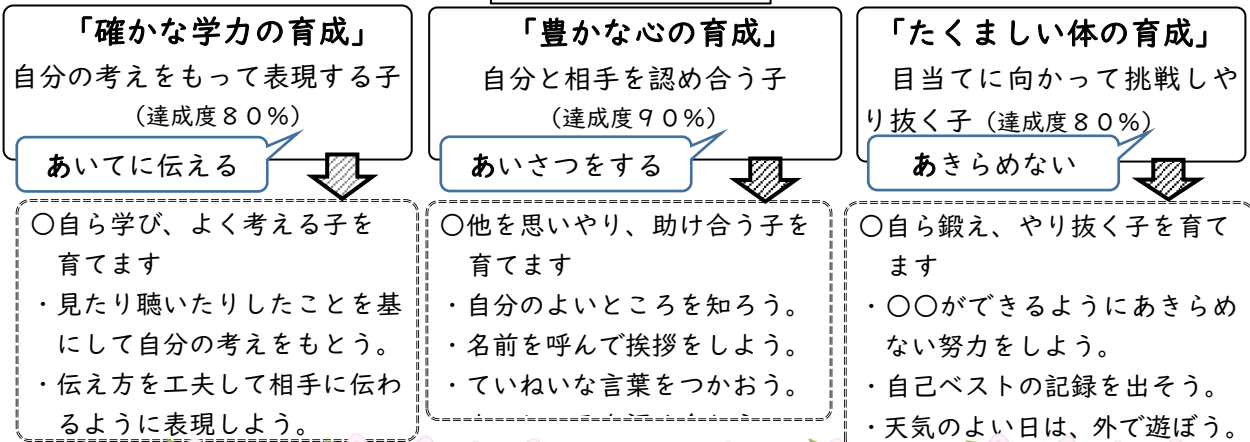 「確かな学力の育成」
自分の考えをもって表現する子
（達成度８０％）
あいてに伝える
〇自ら学び、よく考える子を
育てます
・見たり聴いたりしたことを基
にして自分の考えをもとう。
・伝え方を工夫して相手に伝わ
るように表現しよう。
「豊かな心の育成」
自分と相手を認め合う子
（達成度９０％）
あいさつをする
〇他を思いやり、助け合う子を
育てます
・自分のよいところを知ろう。
・名前を呼んで挨拶をしよう。
・ていねいな言葉をつかおう。
「たくましい体の育成」
目当てに向かって挑戦しや
り抜く子（達成度８０％）
あきらめない
〇自ら鍛え、やり抜く子を育て
ます
・〇〇ができるようにあきらめ
ない努力をしよう。
・自己ベストの記録を出そう。
・天気のよい日は、外で遊ぼう。